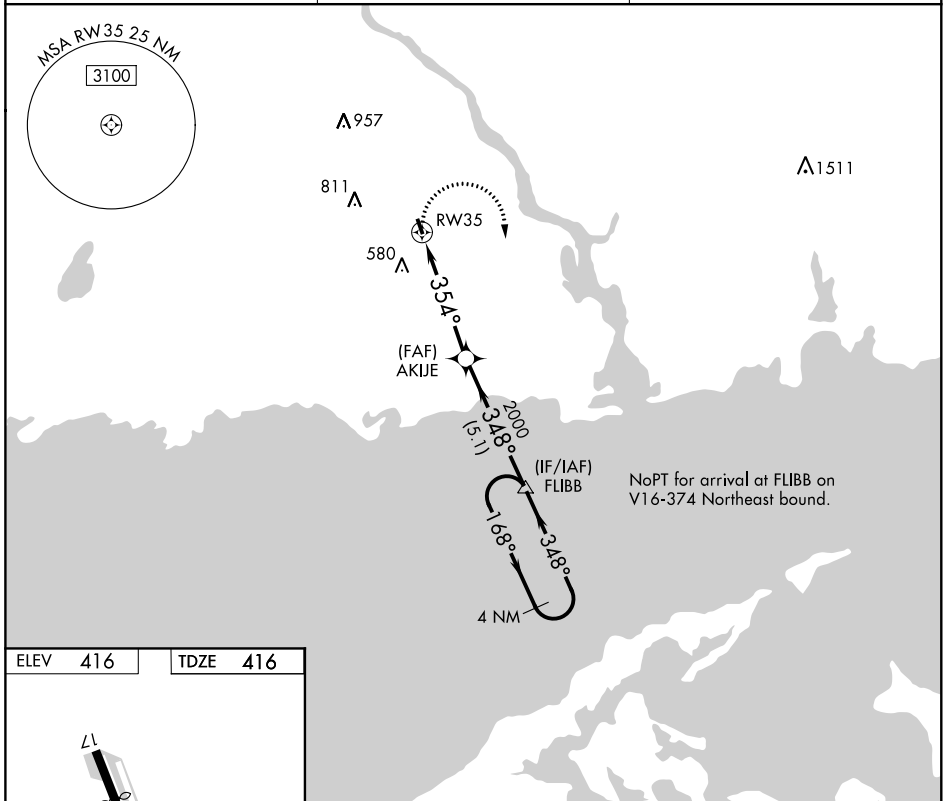 MSA RW35 25 NM
3100
957
811
1511
RW35
580
354°
(FAF)
AKIJE
2000
348°
(5.1)
(IF/IAF)
FLIBB
NoPT for arrival at FLIBB on
V16-374 Northeast bound.
168°
348°
4 NM
ELEV 416
TDZE 416
17